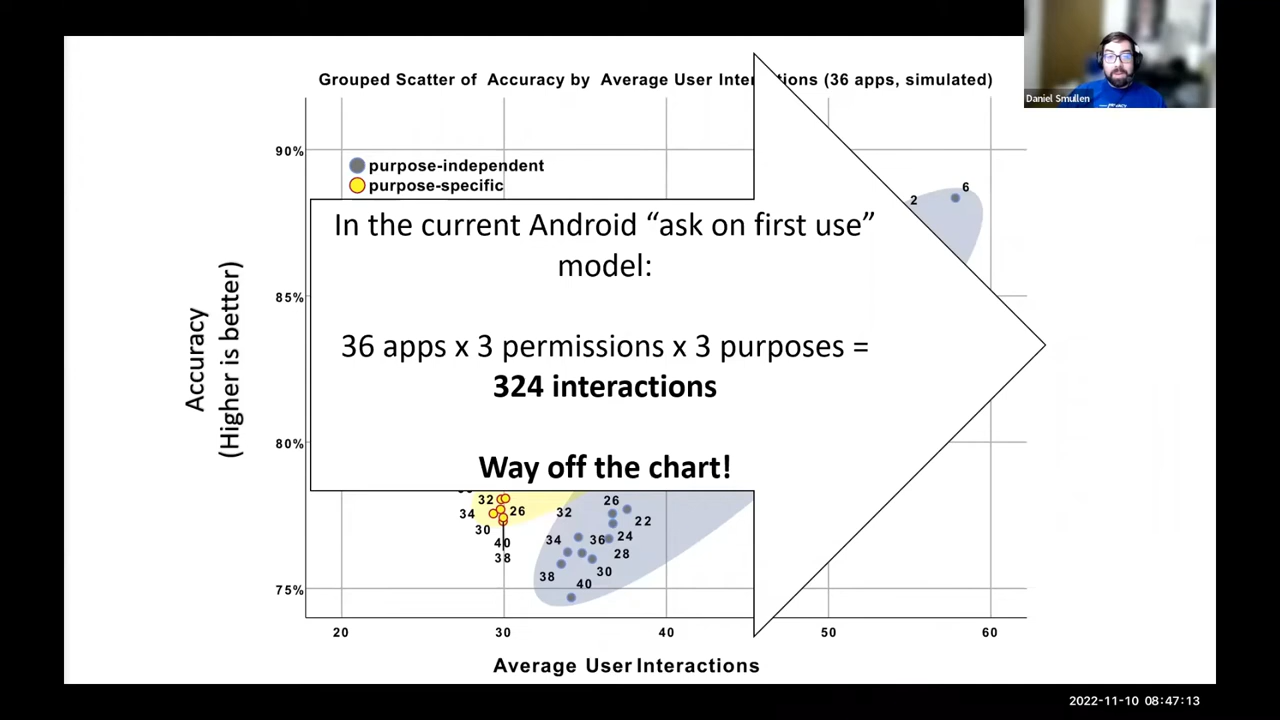 Grouped Scatter of Accuracy by Average User Inter
ions (36 apps, simulated)
Daniel Smullen
90%
purpose-independent
purpose-specific
6
2
In the current Android “ask on first use”
model:
85%
Accuracy
(Higher is better)
36 apps x 3 permissions x 3 purposes =
324 interactions
80%
Way off the chart!
32
26
34
30
40
38
26
32
22
34
36
24
28
30
38
40
75%
20
30
40
50
60
Average User Interactions
2022-11-10 08:47:13